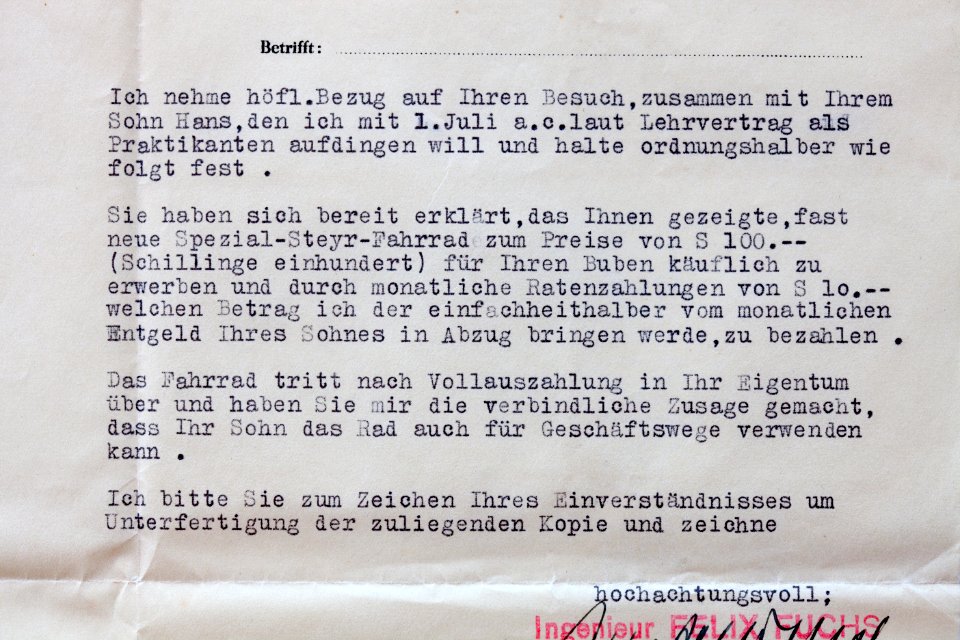 Betrifft:
Ich nehme höfl.Bezug auf Ihren Besuch,zusammen mit Ihrem
Sohn Hans,den ich mit 1.Juli a.c.laut Lehrvertrag als
Praktikanten aufdingen will und halte ordnungshalber wie
folgt fest .
Sie haben sich bereit erklärt,das Ihnen gezeigte,fast
neue Spezial-Steyr-Fahrrad zum Preise von S 100.--
(Schillinge einhundert) für Ihren Buben käuflich zu
erwerben und durch monatliche Ratenzahlungen von S lo.--
welchen Betrag ich der einfachheithalber vom monatlichen
Entgeld Ihres Sohnes in Abzug bringen werde,zu bezahlen .
Das Fahrrad tritt nach Vollauszahlung in Ihr Eigentum
über und haben Sie mir die verbindliche Zusage gemacht,
dass Ihr Sohn das Rad auch für Geschäftswege verwenden
kann .
Ich bitte Sie zum Zeichen Ihres Einverständnisses um
Unterfertigung der zuliegenden Kopie und zeichne
hochachtungsvoll;
Ingenieur FELIX FUCHS